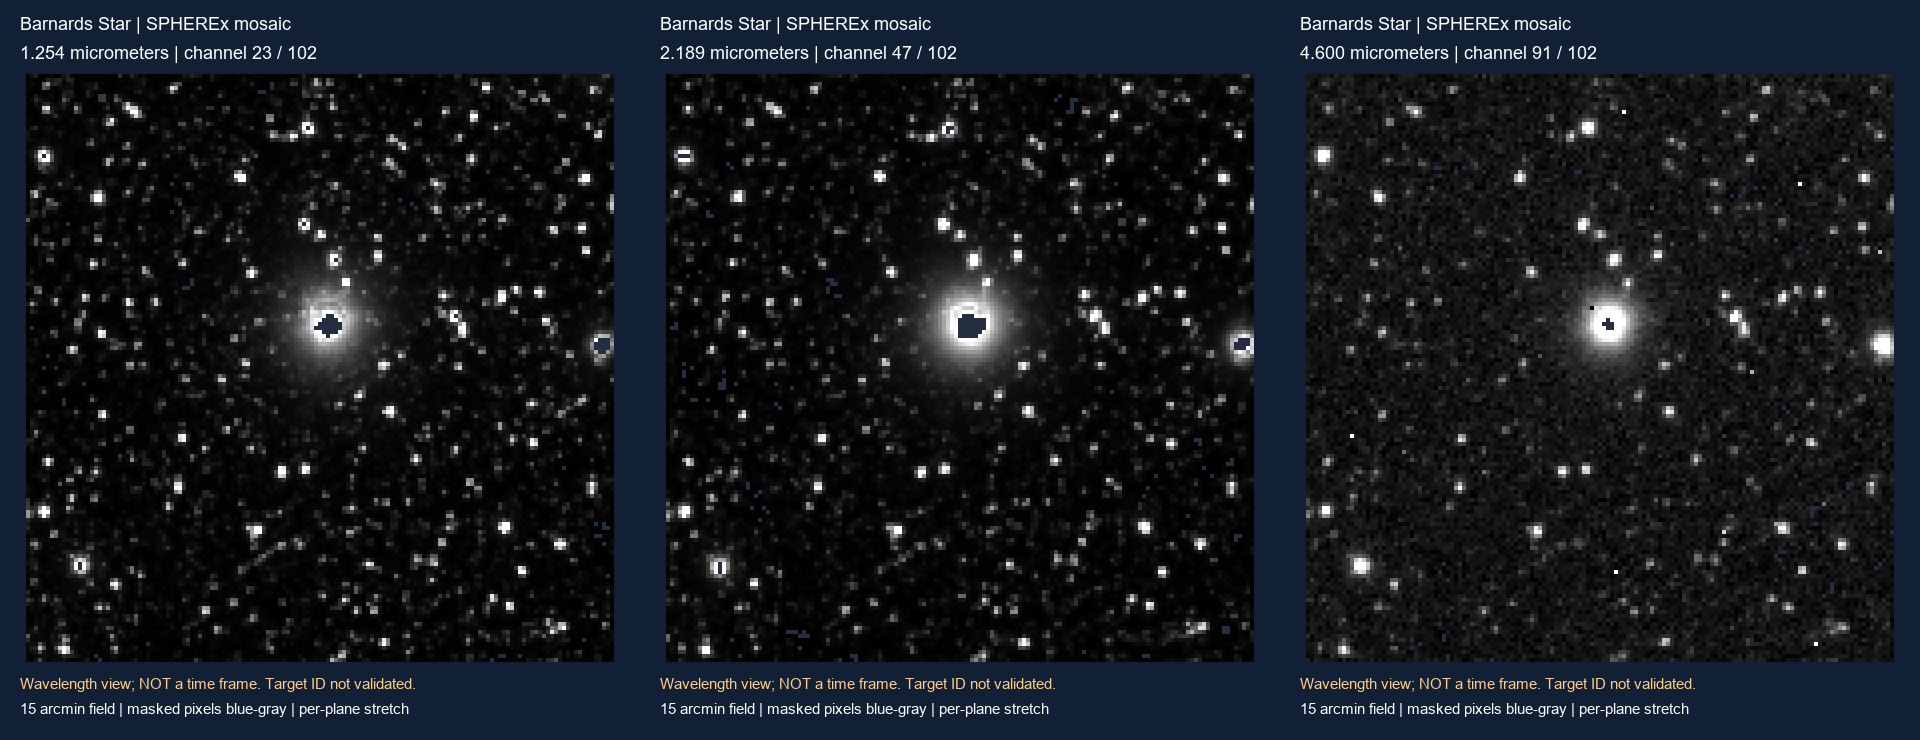 Barnards Star | SPHEREx mosaic
1.254 micrometers | channel 23 / 102
Wavelength view; NOT a time frame. Target ID not validated.
15 arcmin field | masked pixels blue-gray | per-plane stretch
Barnards Star | SPHEREx mosaic
2.189 micrometers | channel 47 / 102
Wavelength view; NOT a time frame. Target ID not validated.
15 arcmin field | masked pixels blue-gray | per-plane stretch
Barnards Star | SPHEREx mosaic
4.600 micrometers | channel 91 / 102
Wavelength view; NOT a time frame. Target ID not validated.
15 arcmin field | masked pixels blue-gray | per-plane stretch